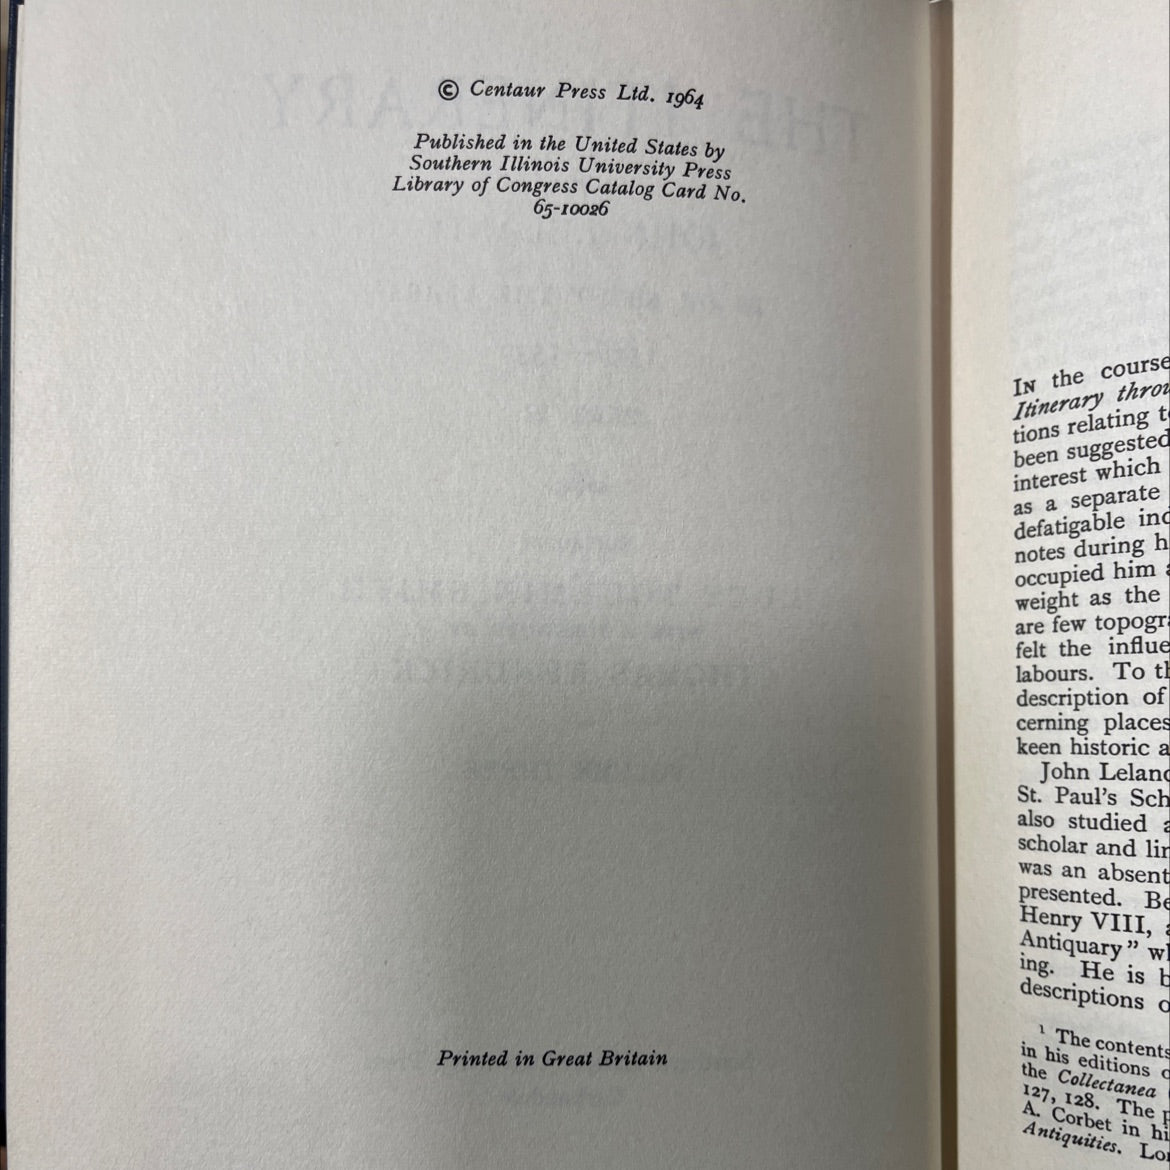 © Centaur Press Ltd. 1964
Published in the United States by
Southern Illinois University Press
Library of Congress Catalog Card No.
65-10026
Printed in Great Britain
IN the course
Itinerary throu
tions relating t
been suggested
interest which
as a separate
defatigable ind
notes during h
occupied him a
weight as the
are few topogra
felt the influe
labours. To th
description of
cerning places
keen historic a
John Leland
St. Paul's Sch
also studied a
scholar and lin
was an absent
presented. Be
Henry VIII, a
Antiquary" wh
ing. He is b
descriptions o
1 The contents
in his editions o
the Collectanea
127, 128. The p
A. Corbet in hi
Antiquities. Lo